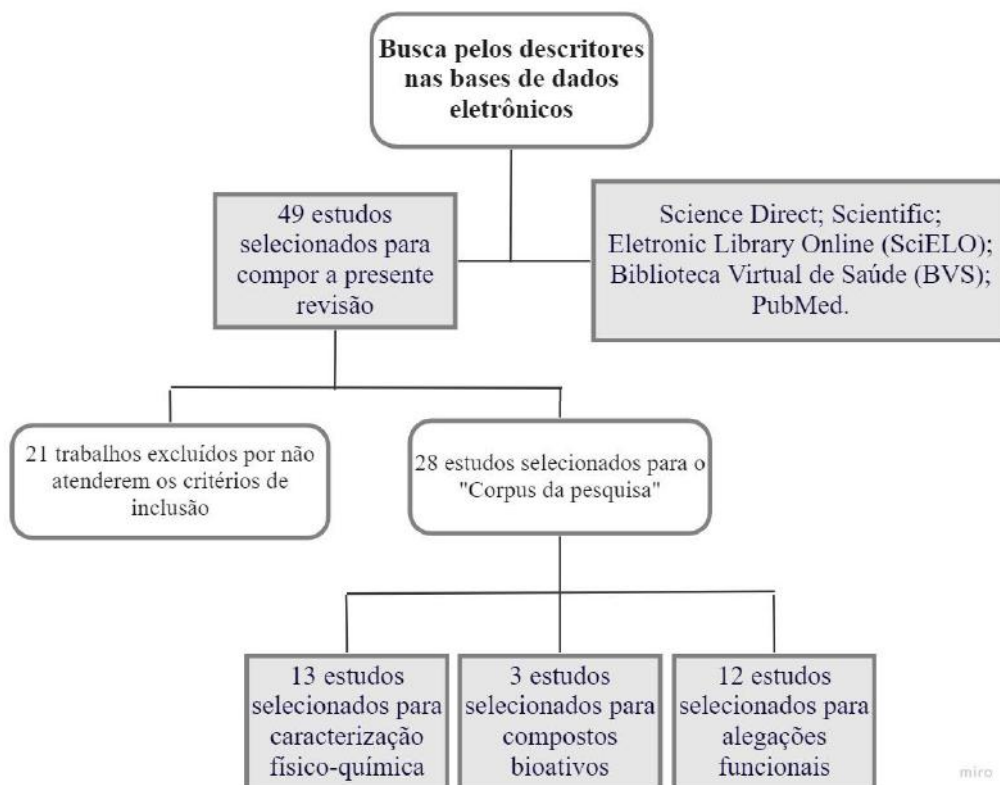 Busca pelos descritores
nas bases de dados
eletrônicos
49 estudos
selecionados para
compor a presente
revisão
Science Direct; Scientific;
Eletronic Library Online (SciELO);
Biblioteca Virtual de Saúde (BVS);
PubMed.
21 trabalhos excluídos por não
atenderem os critérios de
inclusão
28 estudos selecionados para o
"Corpus da pesquisa"
13 estudos
selecionados para
caracterização
físico-química
3 estudos
selecionados para
compostos
bioativos
12 estudos
selecionados para
alegações
funcionais
miro